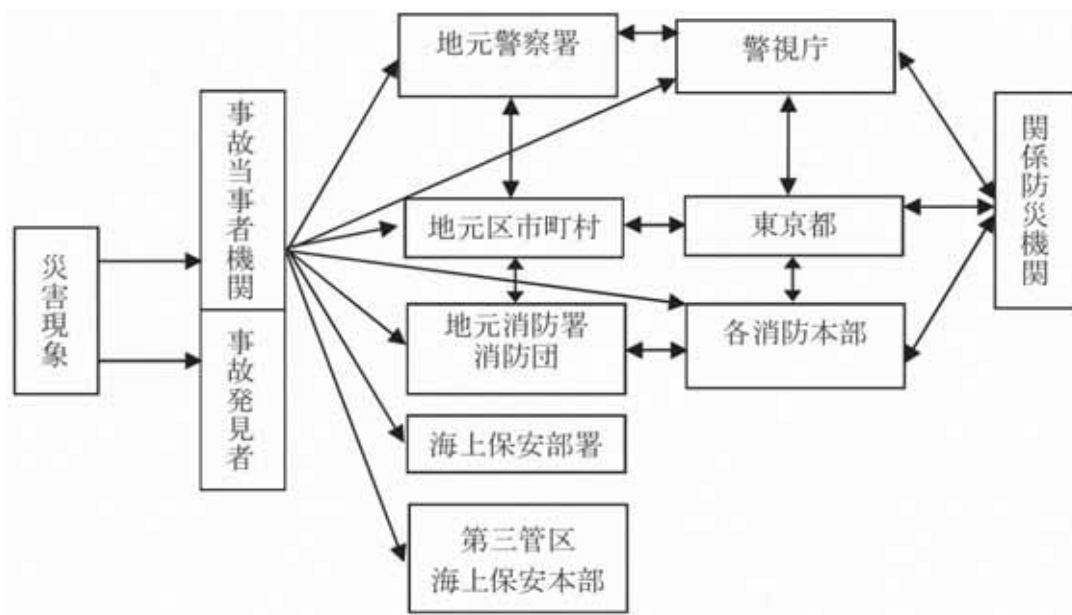 災害現象
事故当事者機関
事故発見者
地元警察署
警視庁
地元区市町村
東京都
地元消防署
消防団
各消防本部
海上保安部署
第三管区
海上保安本部
関係防災機関